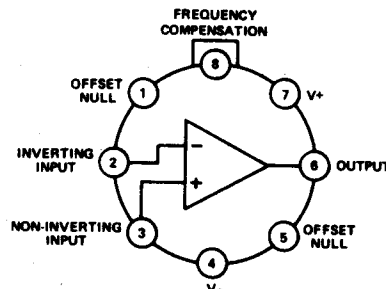 FREQUENCY
COMPENSATION
8
OFFSET
NULL
1
7
V+
INVERTING
INPUT
2
−
6
OUTPUT
+
NON-INVERTING
INPUT
3
5
OFFSET
NULL
4
V-